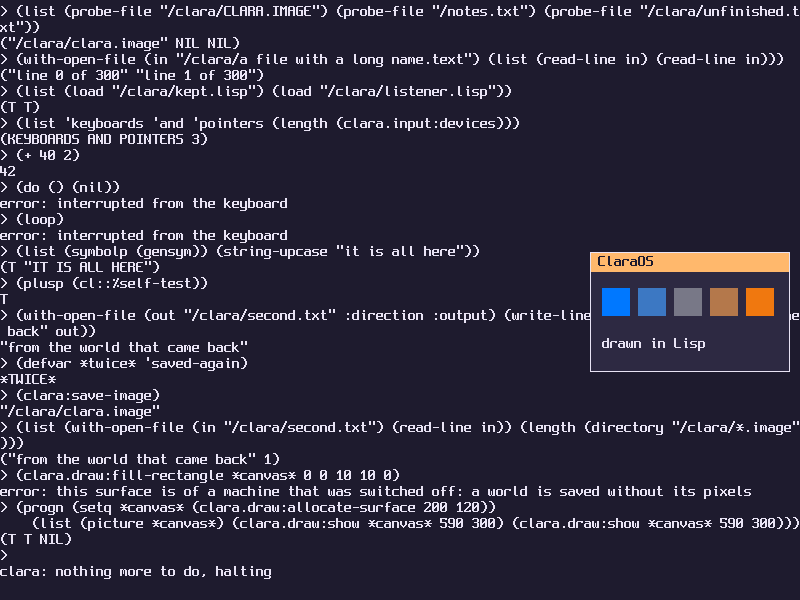 > (list (probe-file "/clara/CLARA.IMAGE") (probe-file "/notes.txt") (probe-file "/clara/unfinished.t
xt"))
("/clara/clara.image" NIL NIL)
> (with-open-file (in "/clara/a file with a long name.text") (list (read-line in) (read-line in)))
("line 0 of 300" "line 1 of 300")
> (list (load "/clara/kept.lisp") (load "/clara/listener.lisp"))
(T T)
> (list 'keyboards 'and 'pointers (length (clara.input:devices)))
(KEYBOARDS AND POINTERS 3)
> (+ 40 2)
42
> (do () (nil))
error: interrupted from the keyboard
> (loop)
error: interrupted from the keyboard
> (list (symbolp (gensym)) (string-upcase "it is all here"))
(T "IT IS ALL HERE")
> (plusp (cl::%self-test))
T
> (with-open-file (out "/clara/second.txt" :direction :output) (write-line
 back" out))
"from the world that came back"
> (defvar *twice* 'saved-again)
*TWICE*
> (clara:save-image)
"/clara/clara.image"
> (list (with-open-file (in "/clara/second.txt") (read-line in)) (length (directory "/clara/*.image"
)))
("from the world that came back" 1)
> (clara.draw:fill-rectangle *canvas* 0 0 10 10 0)
error: this surface is of a machine that was switched off: a world is saved without its pixels
> (progn (setq *canvas* (clara.draw:allocate-surface 200 120))
    (list (picture *canvas*) (clara.draw:show *canvas* 590 300) (clara.draw:show *canvas* 590 300)))
(T T NIL)
>
clara: nothing more to do, halting
ClaraOS
drawn in Lisp